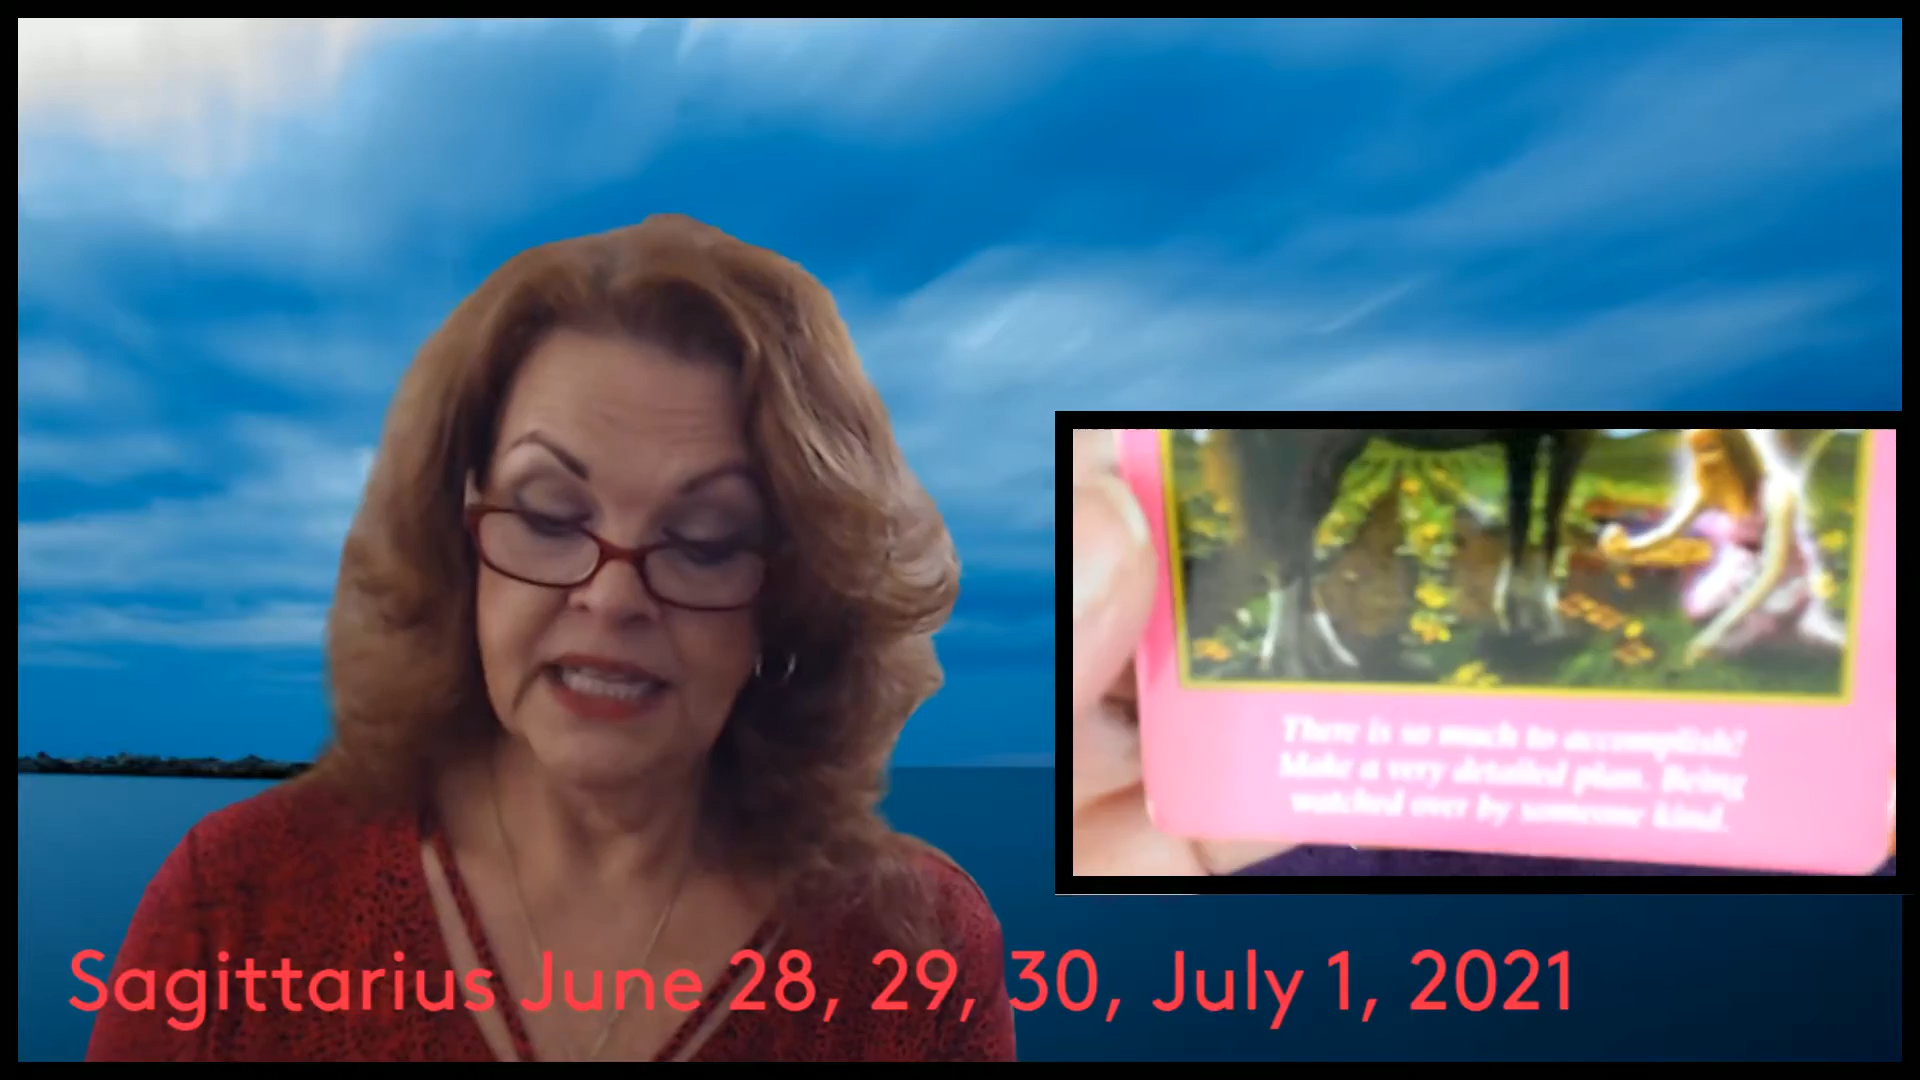 There is so much to accomplish!
Make a very detailed plan. Being
watched over by someone kind.
Sagittarius June 28, 29, 30, July 1, 2021